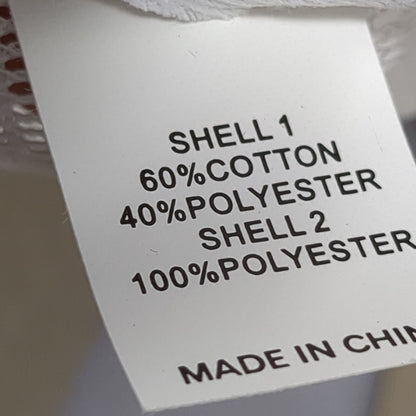 SHELL 1
60%COTTON
40%POLYESTER
SHELL 2
100%POLYESTER
MADE IN CHIN